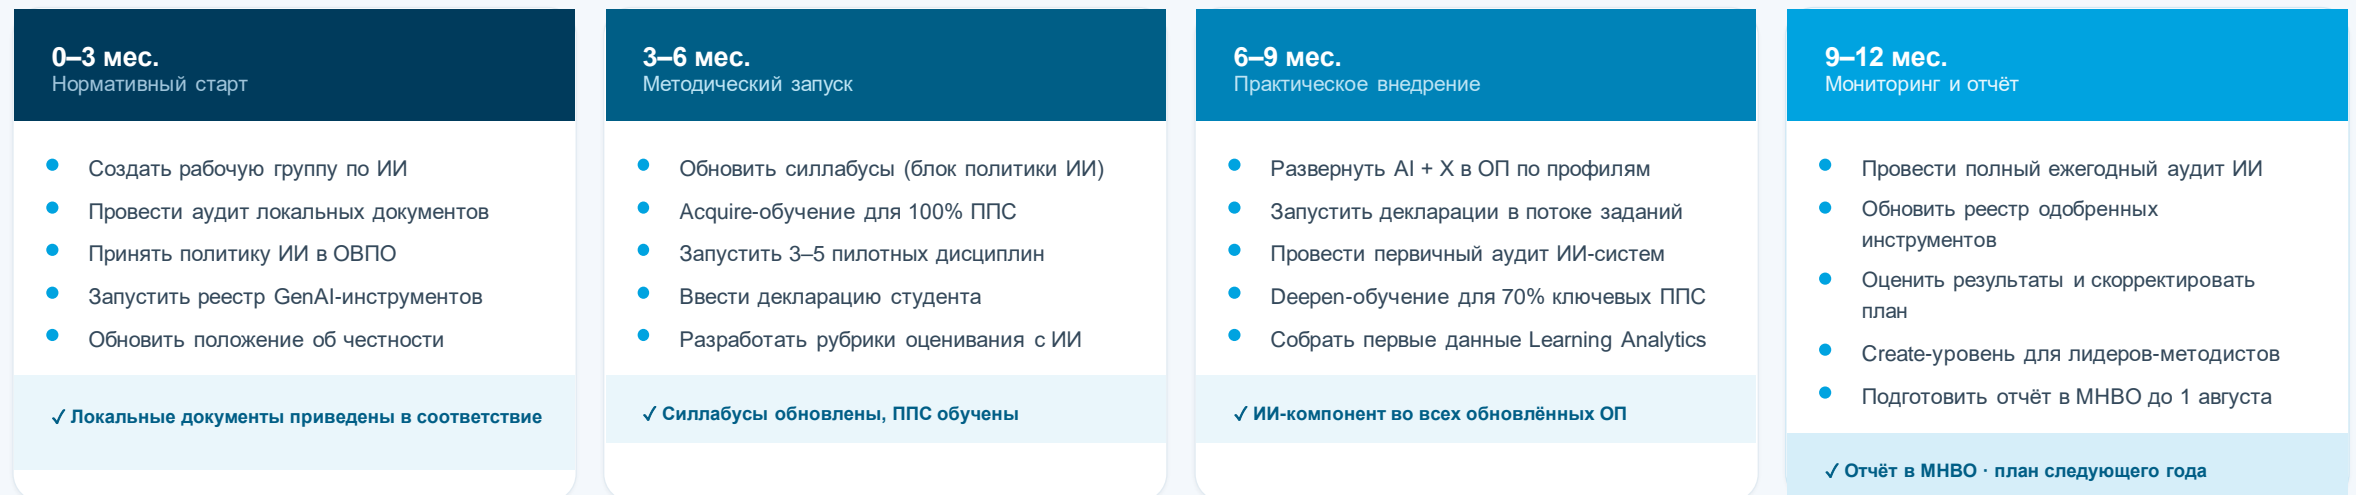 0–3 мес.
Нормативный старт
Создать рабочую группу по ИИ
Провести аудит локальных документов
Принять политику ИИ в ОВПО
Запустить реестр GenAI-инструментов
Обновить положение об честности
✓ Локальные документы приведены в соответствие
3–6 мес.
Методический запуск
Обновить силлабусы (блок политики ИИ)
Acquire-обучение для 100% ППС
Запустить 3–5 пилотных дисциплин
Ввести декларацию студента
Разработать рубрики оценивания с ИИ
✓ Силлабусы обновлены, ППС обучены
6–9 мес.
Практическое внедрение
Развернуть AI + X в ОП по профилям
Запустить декларации в потоке заданий
Провести первичный аудит ИИ-систем
Deepen-обучение для 70% ключевых ППС
Собрать первые данные Learning Analytics
✓ ИИ-компонент во всех обновлённых ОП
9–12 мес.
Мониторинг и отчёт
Провести полный ежегодный аудит ИИ
Обновить реестр одобренных
инструментов
Оценить результаты и скорректировать
план
Create-уровень для лидеров-методистов
Подготовить отчёт в МНВО до 1 августа
✓ Отчёт в МНВО · план следующего года